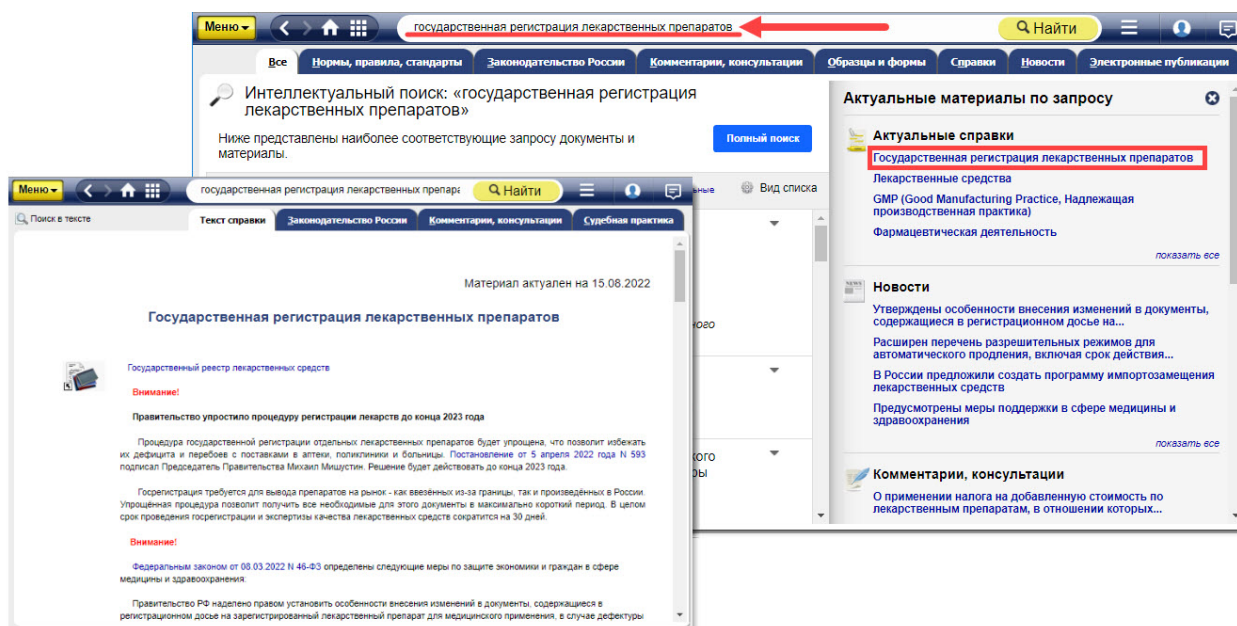 Меню
государственная регистрация лекарственных препаратов
Найти
Все Нормы, правила, стандарты Законодательство России Комментарии, консультации Образцы и формы Справки Новости Электронные публикации
Интеллектуальный поиск: «государственная регистрация
лекарственных препаратов»
Ниже представлены наиболее соответствующие запросу документы и
материалы.
Полный поиск
Вид списка
Актуальные материалы по запросу
Актуальные справки
Государственная регистрация лекарственных препаратов
Лекарственные средства
GMP (Good Manufacturing Practice, Надлежащая
производственная практика)
Фармацевтическая деятельность
показать все
NEWS
Новости
Утверждены особенности внесения изменений в документы,
содержащиеся в регистрационном досье на...
Расширен перечень разрешительных режимов для
автоматического продления, включая срок действия...
В России предложили создать программу импортозамещения
лекарственных средств
Предусмотрены меры поддержки в сфере медицины и
здравоохранения
показать все
Комментарии, консультации
О применении налога на добавленную стоимость по
лекарственным препаратам, в отношении которых...
Меню
государственная регистрация лекарственных препара
Найти
Поиск в тексте
Текст справки Законодательство России Комментарии, консультации Судебная практика
Материал актуален на 15.08.2022
Государственная регистрация лекарственных препаратов
Государственный реестр лекарственных средств
Внимание!
Правительство упростило процедуру регистрации лекарств до конца 2023 года
Процедура государственной регистрации отдельных лекарственных препаратов будет упрощена, что позволит избежать
их дефицита и перебоев с поставками в аптеки, поликлиники и больницы. Постановление от 5 апреля 2022 года N 593
подписал Председатель Правительства Михаил Мишустин. Решение будет действовать до конца 2023 года.
Госрегистрация требуется для вывода препаратов на рынок - как ввезённых из-за границы, так и произведённых в России.
Упрощённая процедура позволит получить все необходимые для этого документы в максимально короткий период. В целом
срок проведения госрегистрации и экспертизы качества лекарственных средств сократится на 30 дней.
Внимание!
Федеральным законом от 08.03.2022 N 46-ФЗ определены следующие меры по защите экономики и граждан в сфере
медицины и здравоохранения:
Правительство РФ наделено правом установить особенности внесения изменений в документы, содержащиеся в
регистрационном досье на зарегистрированный лекарственный препарат для медицинского применения, в случае дефектуры